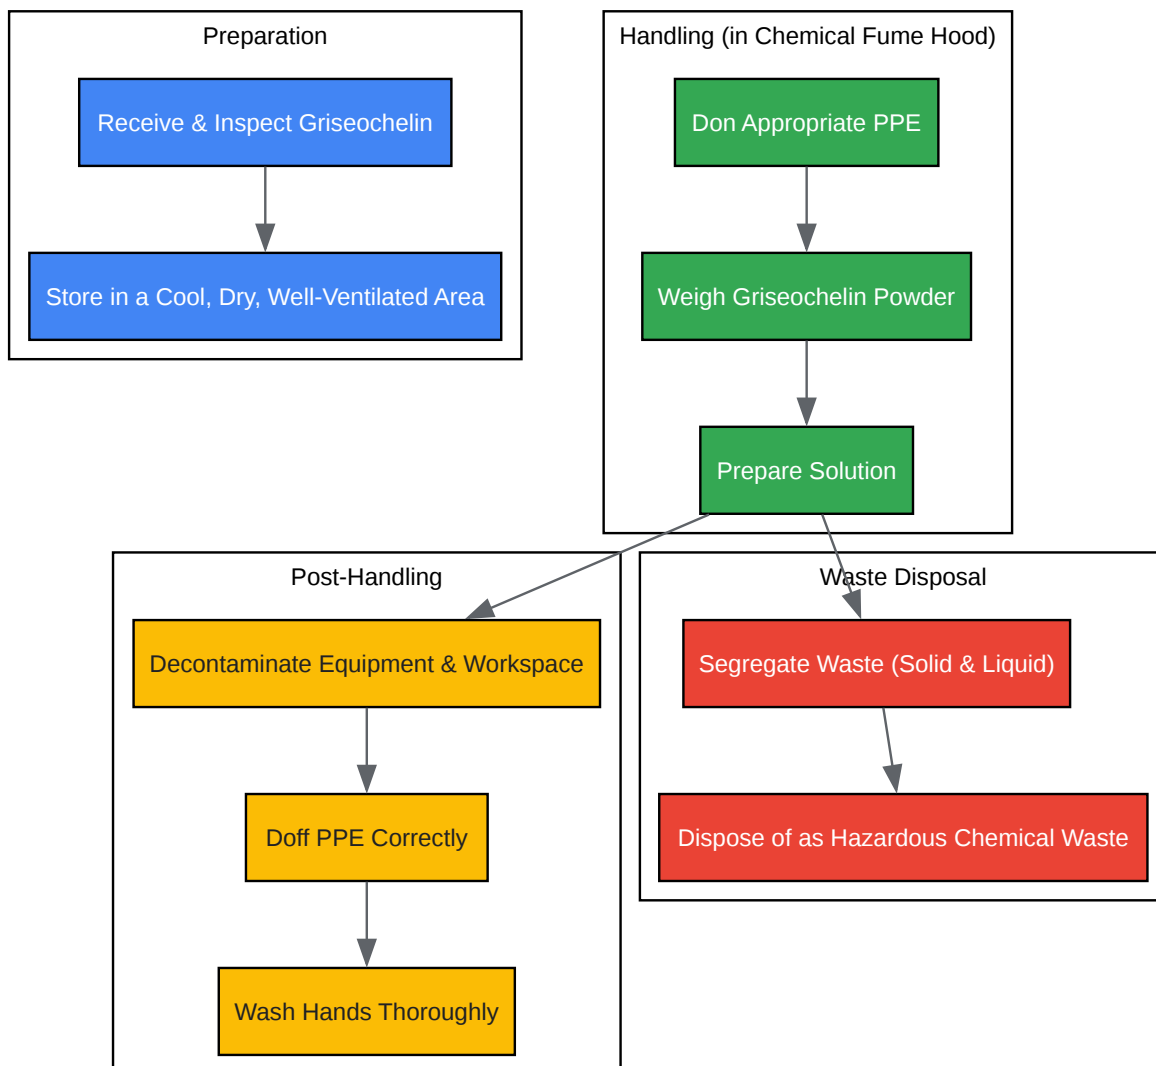 Preparation
Receive & Inspect Griseochelin
Store in a Cool, Dry, Well-Ventilated Area
Handling (in Chemical Fume Hood)
Don Appropriate PPE
Weigh Griseochelin Powder
Prepare Solution
Post-Handling
Decontaminate Equipment & Workspace
Doff PPE Correctly
Wash Hands Thoroughly
Waste Disposal
Segregate Waste (Solid & Liquid)
Dispose of as Hazardous Chemical Waste